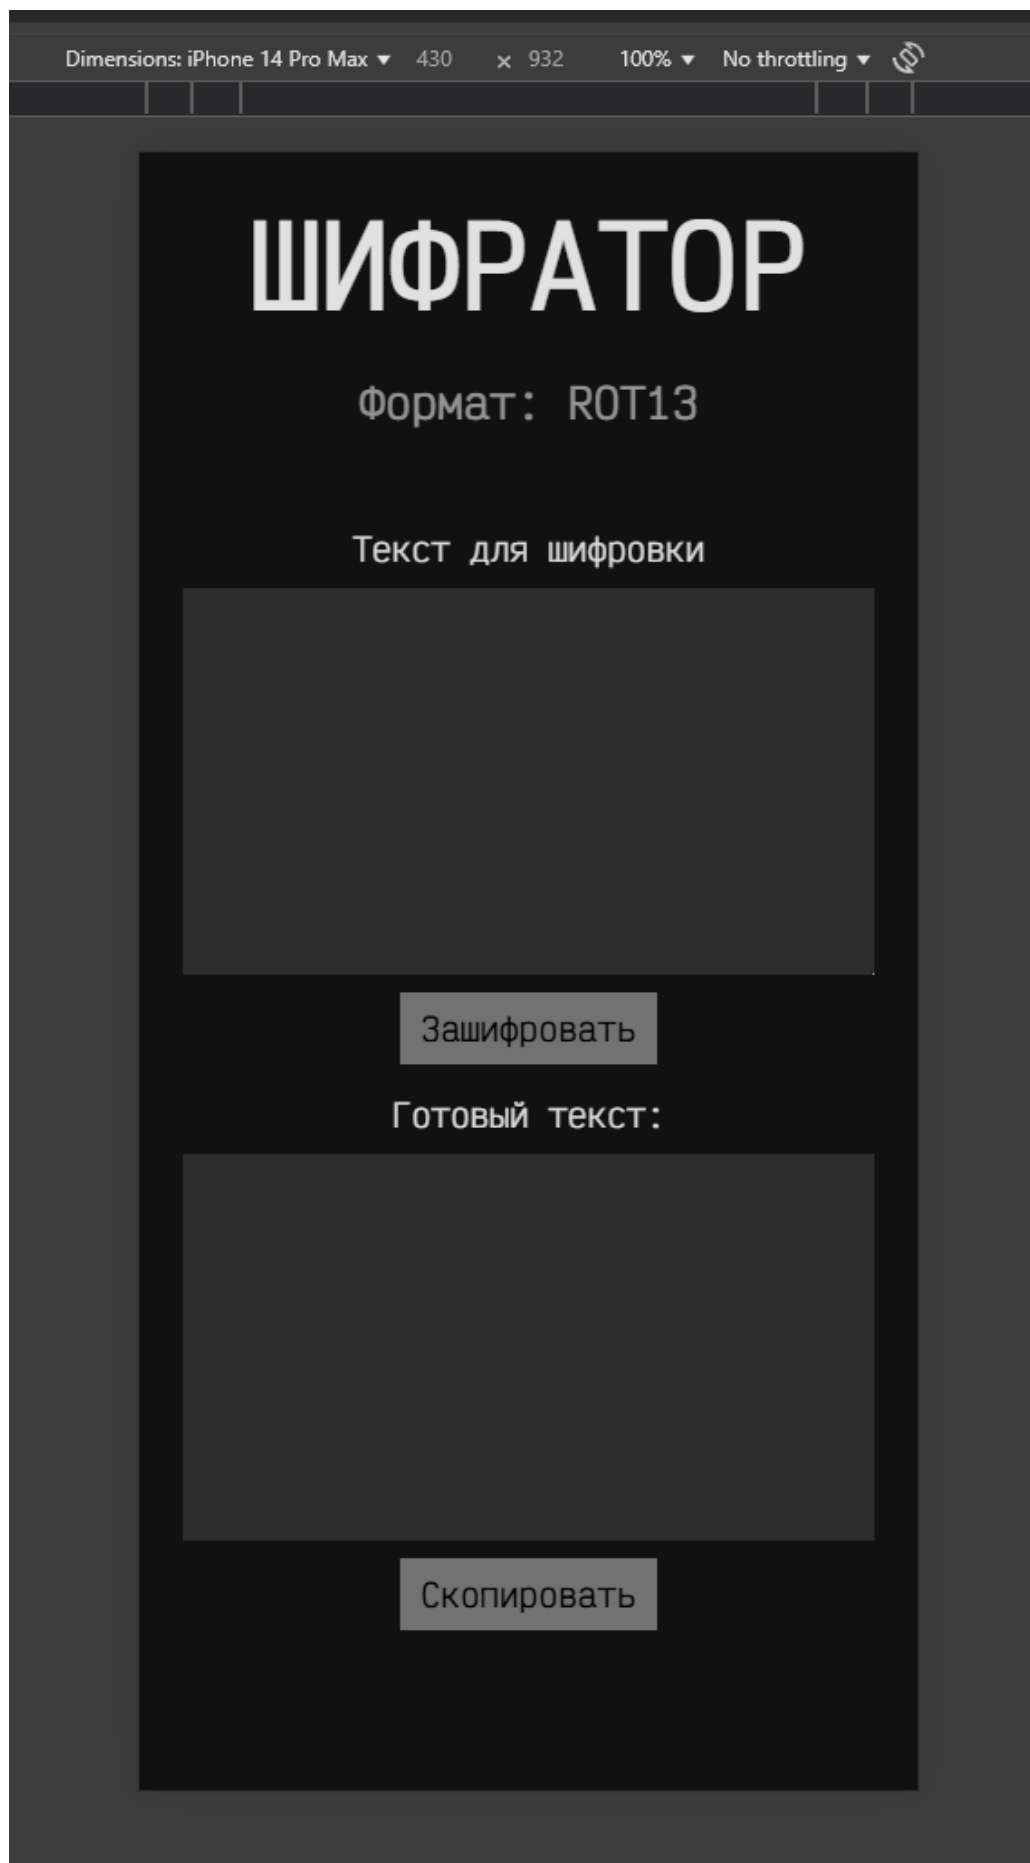 Dimensions: iPhone 14 Pro Max ▼ 430 × 932 100% ▼ No throttling ▼
ШИФРАТОР
Формат: ROT13
Текст для шифровки
Зашифровать
Готовый текст:
Скопировать